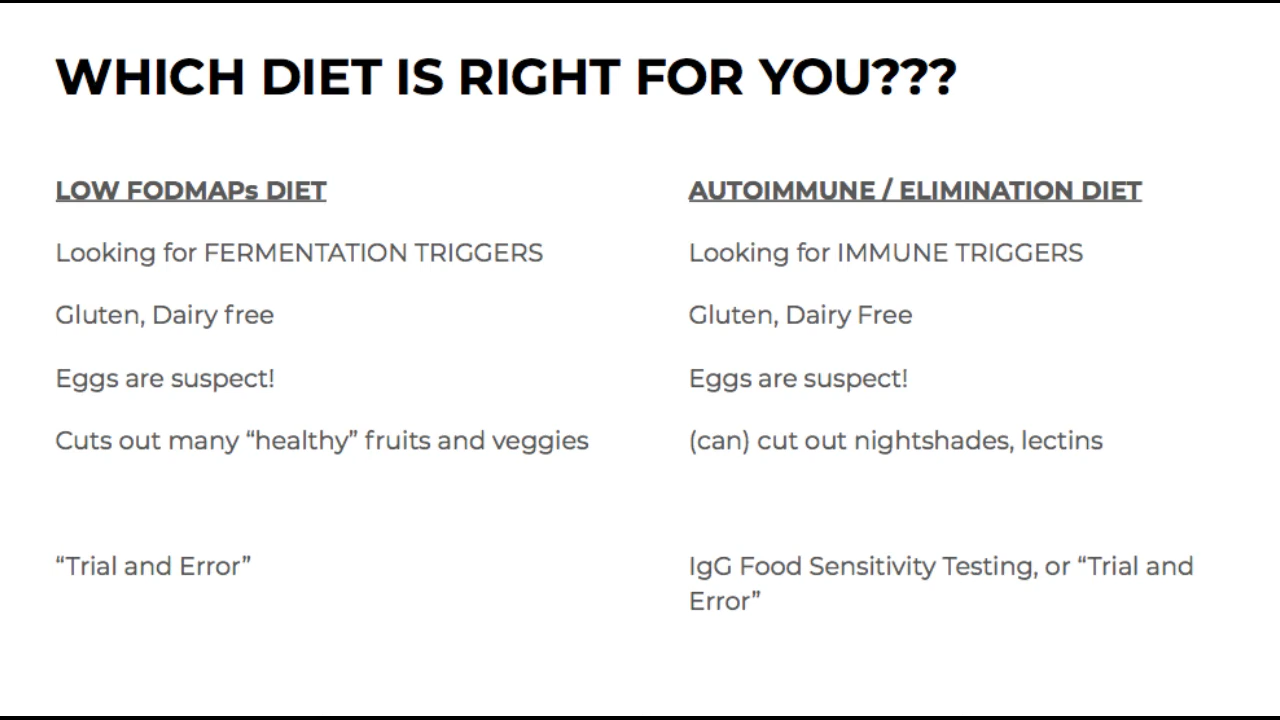 WHICH DIET IS RIGHT FOR YOU???
LOW FODMAPs DIET
Looking for FERMENTATION TRIGGERS
Gluten, Dairy free
Eggs are suspect!
Cuts out many “healthy” fruits and veggies
“Trial and Error”
AUTOIMMUNE / ELIMINATION DIET
Looking for IMMUNE TRIGGERS
Gluten, Dairy Free
Eggs are suspect!
(can) cut out nightshades, lectins
IgG Food Sensitivity Testing, or “Trial and
Error”